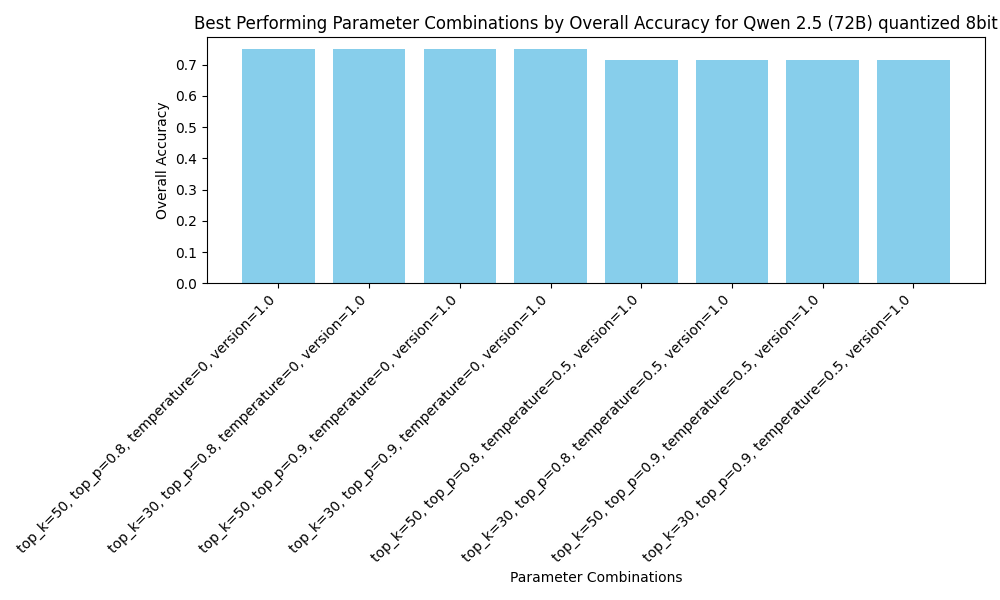 Best Performing Parameter Combinations by Overall Accuracy for Qwen 2.5 (72B) quantized 8bit
Overall Accuracy
0.7
0.6
0.5
0.4
0.3
0.2
0.1
0.0
top_k=50, top_p=0.8, temperature=0, version=1.0
top_k=30, top_p=0.8, temperature=0, version=1.0
top_k=50, top_p=0.9, temperature=0, version=1.0
top_k=30, top_p=0.9, temperature=0, version=1.0
top_k=50, top_p=0.8, temperature=0.5, version=1.0
top_k=30, top_p=0.8, temperature=0.5, version=1.0
top_k=50, top_p=0.9, temperature=0.5, version=1.0
top_k=30, top_p=0.9, temperature=0.5, version=1.0
Parameter Combinations